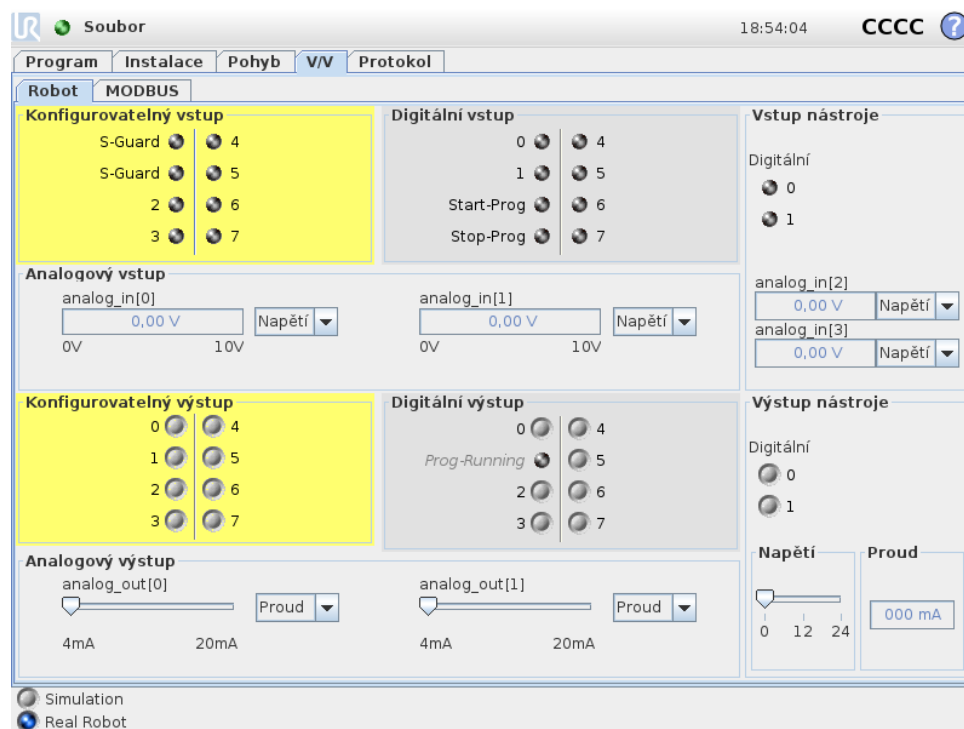 UR Soubor 18:54:04 CCCC ?
Program Instalace Pohyb V/V Protokol
Robot MODBUS
Konfigurovatelný vstup
S-Guard 4
S-Guard 5
2 6
3 7
Digitální vstup
0 4
1 5
Start-Prog 6
Stop-Prog 7
Vstup nástroje
Digitální
0
1
analog_in[2]
0,00 V Napětí
analog_in[3]
0,00 V Napětí
Analogový vstup
analog_in[0]
0,00 V Napětí
0V 10V
analog_in[1]
0,00 V Napětí
0V 10V
Konfigurovatelný výstup
0 4
1 5
2 6
3 7
Digitální výstup
0 4
Prog-Running 5
2 6
3 7
Výstup nástroje
Digitální
0
1
Napětí
0 12 24
Proud
000 mA
Analogový výstup
analog_out[0]
Proud
4mA 20mA
analog_out[1]
Proud
4mA 20mA
Simulation
Real Robot